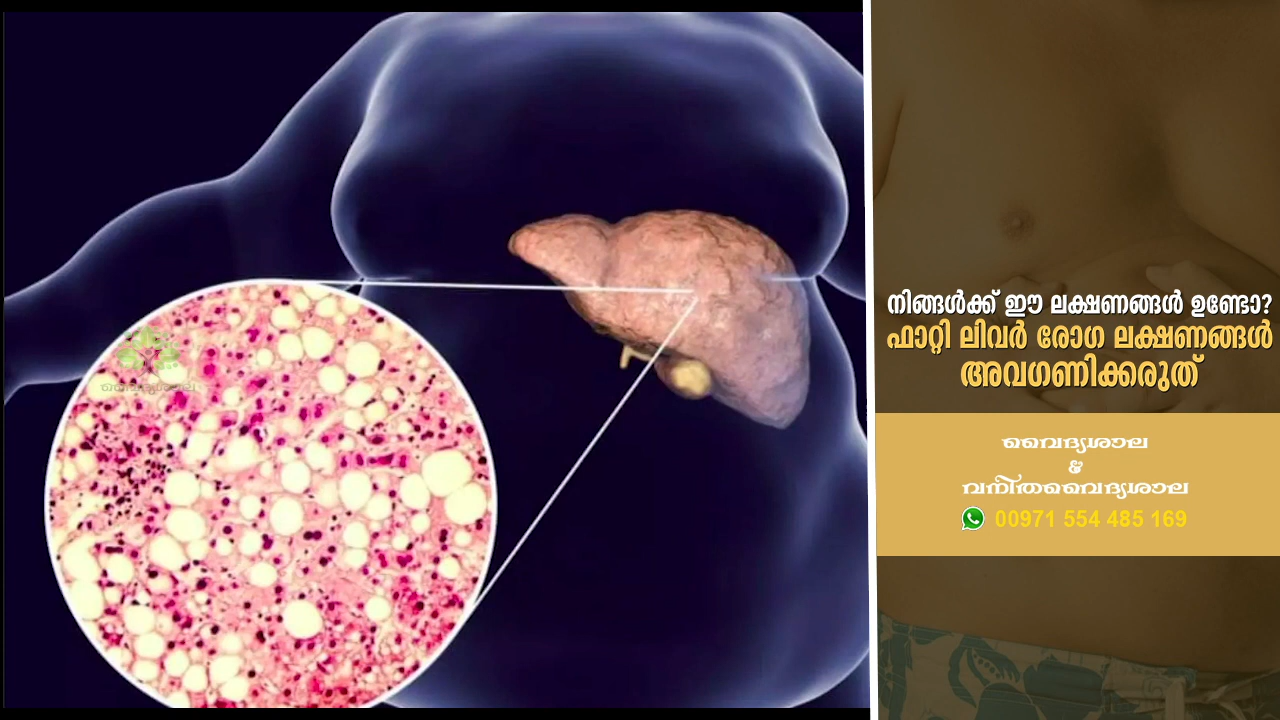 വൈദ്യശാല
നിങ്ങൾക്ക് ഈ ലക്ഷണങ്ങൾ ഉണ്ടോ?
ഫാറ്റി ലിവർ രോഗ ലക്ഷണങ്ങൾ
അവഗണിക്കരുത്
വൈദ്യശാല
&
വനിതവൈദ്യശാല
00971 554 485 169